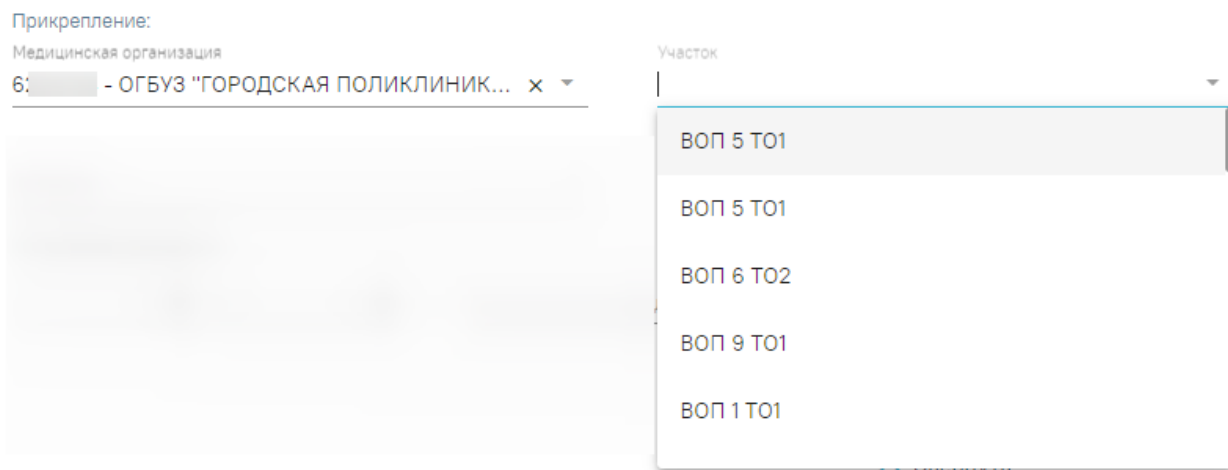 Прикрепление:
Медицинская организация
Участок
62 - ОГБУЗ "ГОРОДСКАЯ ПОЛИКЛИНИК...
ВОП 5 ТО1
ВОП 5 ТО1
ВОП 6 ТО2
ВОП 9 ТО1
ВОП 1 ТО1